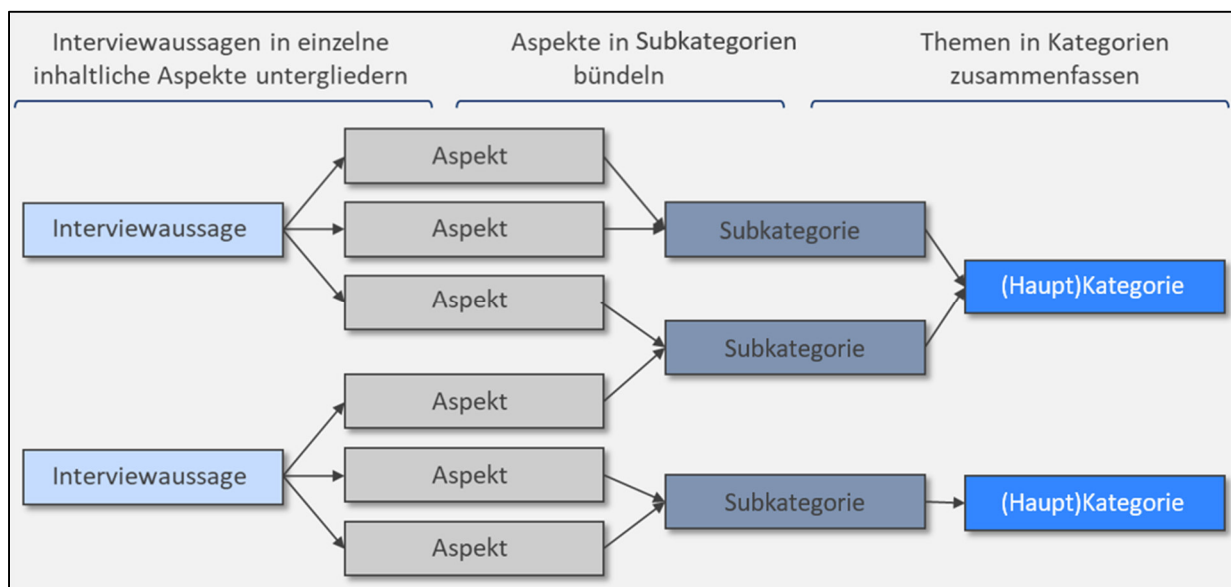 Interviewaussagen in einzelne
inhaltliche Aspekte untergliedern
Aspekte in Subkategorien
bündeln
Themen in Kategorien
zusammenfassen
Aspekt
Interviewaussage
Aspekt
Subkategorie
Aspekt
(Haupt)Kategorie
Subkategorie
Aspekt
Interviewaussage
Aspekt
Subkategorie
(Haupt)Kategorie
Aspekt